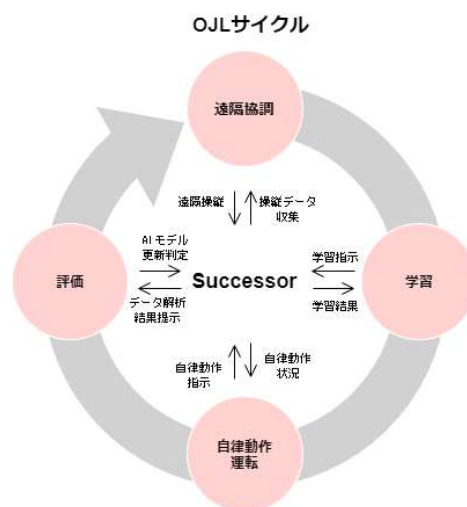 OJLサイクル
遠隔協調
遠隔操縦
操縦データ
収集
AIモデル
更新判定
評価
データ解析
結果提示
Successor
学習指示
学習結果
学習
自律動作
指示
自律動作
状況
自律動作
運転